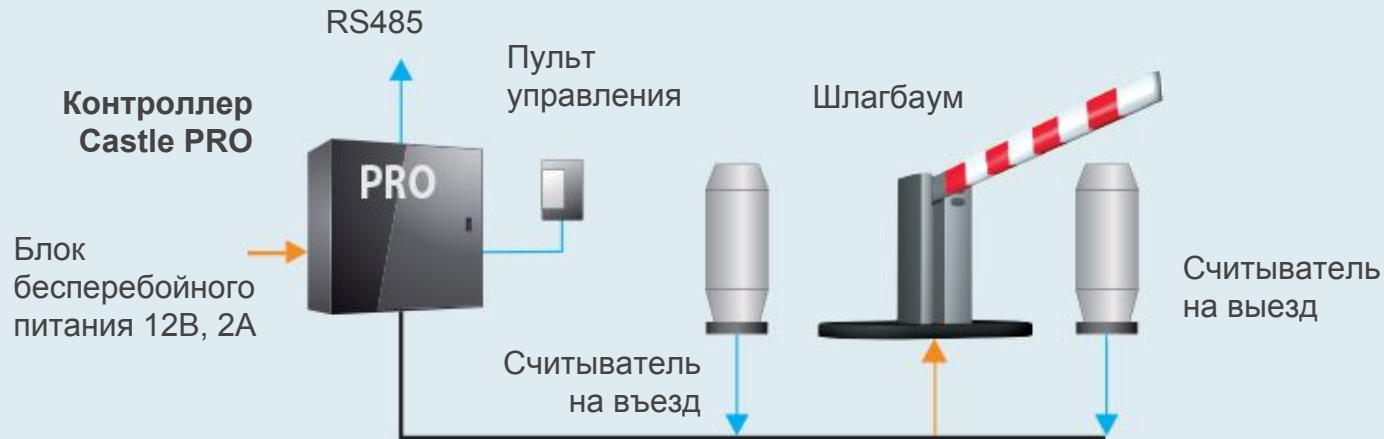 RS485
Контроллер
Castle PRO
PRO
Пульт
управления
Шлагбаум
Блок
бесперебойного
питания 12В, 2А
Считыватель
на въезд
Считыватель
на выезд